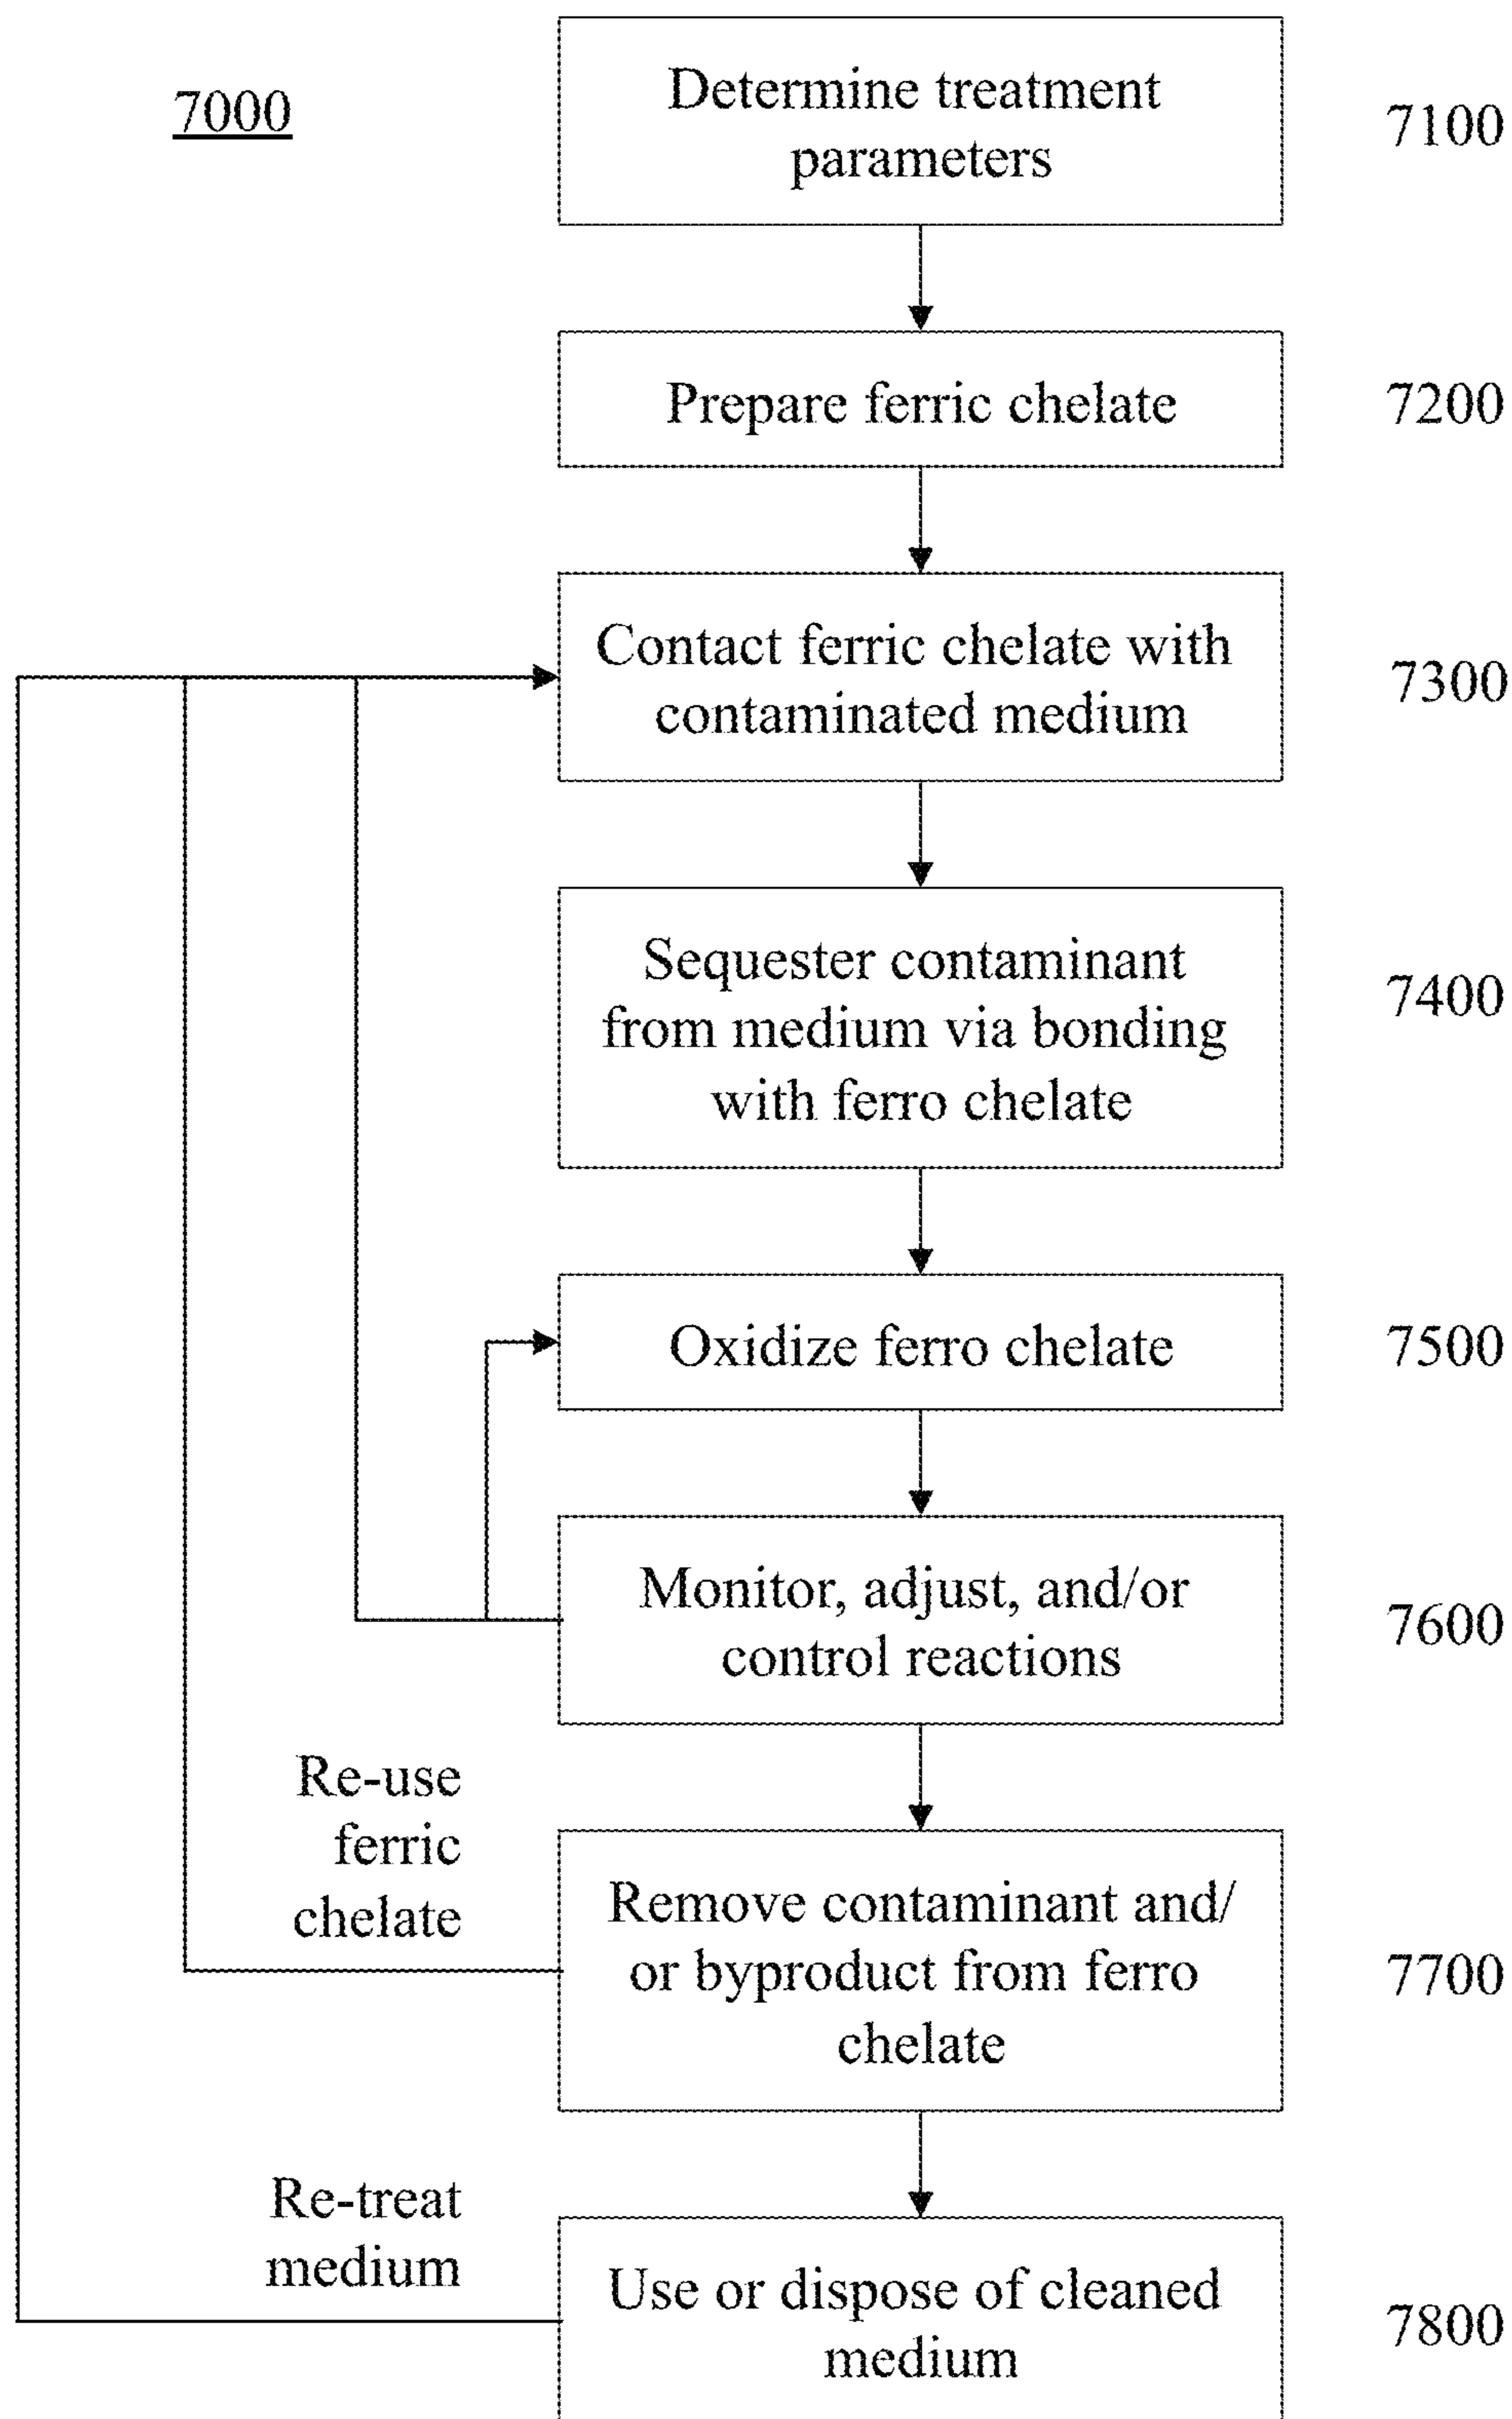 7000
Determine treatment
parameters
7100
Prepare ferric chelate
7200
Contact ferric chelate with
contaminated medium
7300
Sequester contaminant
from medium via bonding
with ferro chelate
7400
Oxidize ferro chelate
7500
Monitor, adjust, and/or
control reactions
7600
Re-use
ferric
chelate
Remove contaminant and/
or byproduct from ferro
chelate
7700
Re-treat
medium
Use or dispose of cleaned
medium
7800